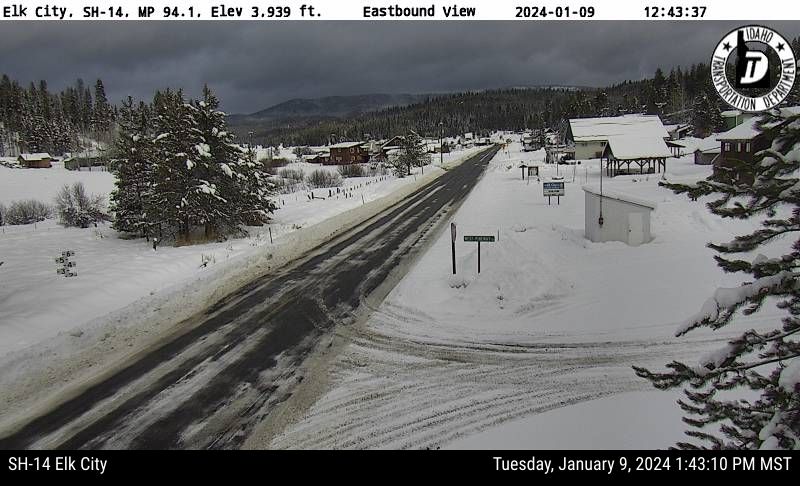 Elk City, SH-14, MP 94.1, Elev 3,939 ft. Eastbound View 2024-01-09 12:43:37
IDAHO
TRANSPORTATION DEPARTMENT
SH-14 Elk City Tuesday, January 9, 2024 1:43:10 PM MST